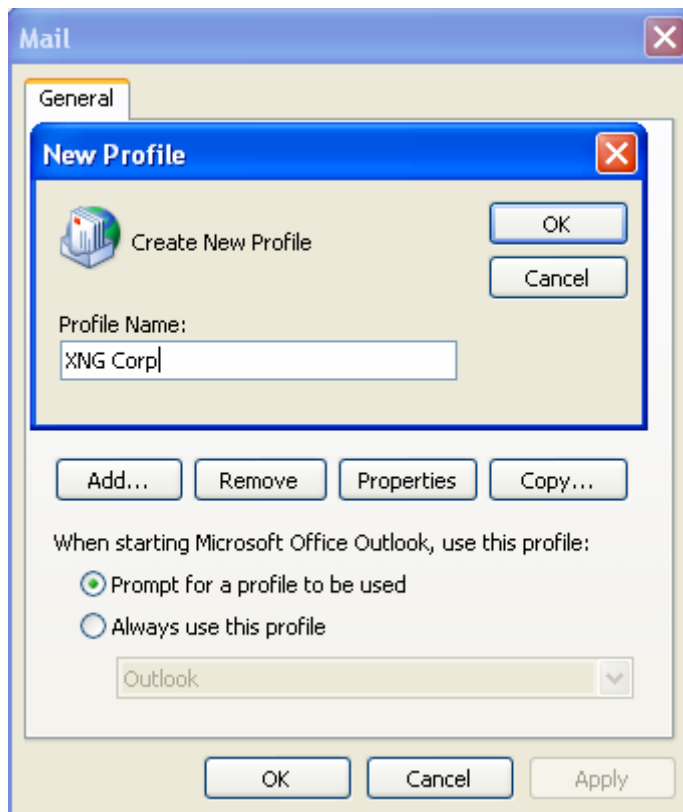 Mail
General
New Profile
Create New Profile
OK
Cancel
Profile Name:
XNG Corp
Add... Remove Properties Copy...
When starting Microsoft Office Outlook, use this profile:
Prompt for a profile to be used
Always use this profile
Outlook
OK Cancel Apply